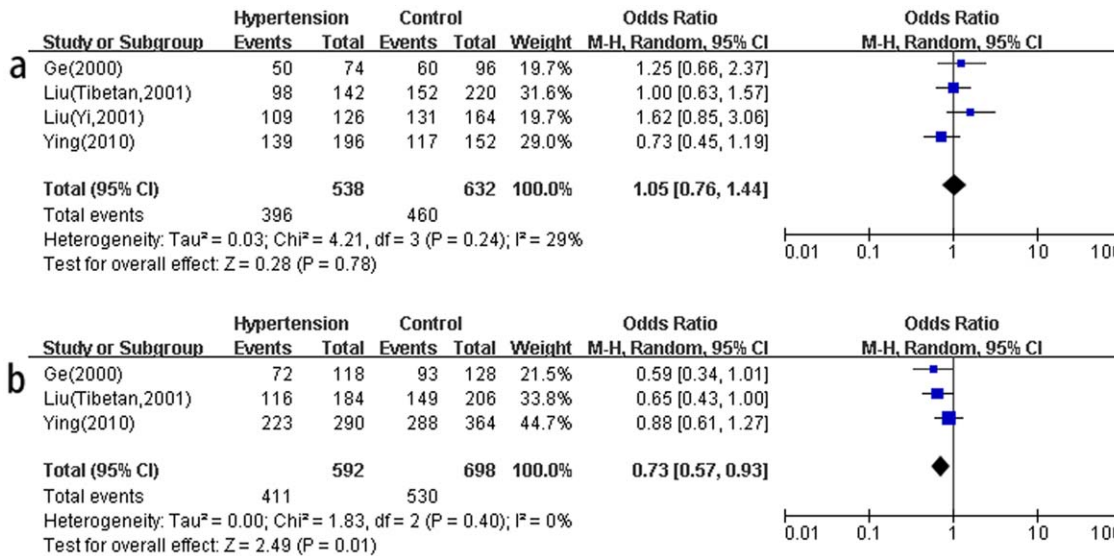 Hypertension Control Odds Ratio Odds Ratio
Study or Subgroup Events Total Events Total Weight M-H, Random, 95% CI M-H, Random, 95% CI
a
Ge(2000) 50 74 60 96 19.7% 1.25 [0.66, 2.37]
Liu(Tibetan,2001) 98 142 152 220 31.6% 1.00 [0.63, 1.57]
Liu(Yi,2001) 109 126 131 164 19.7% 1.62 [0.85, 3.06]
Ying(2010) 139 196 117 152 29.0% 0.73 [0.45, 1.19]
Total (95% CI) 538 632 100.0% 1.05 [0.76, 1.44]
Total events 396 460
Heterogeneity: Tau² = 0.03; Chi² = 4.21, df = 3 (P = 0.24); I² = 29%
Test for overall effect: Z = 0.28 (P = 0.78)
0.01 0.1 1 10 100
Hypertension Control Odds Ratio Odds Ratio
Study or Subgroup Events Total Events Total Weight M-H, Random, 95% CI M-H, Random, 95% CI
b
Ge(2000) 72 118 93 128 21.5% 0.59 [0.34, 1.01]
Liu(Tibetan,2001) 116 184 149 206 33.8% 0.65 [0.43, 1.00]
Ying(2010) 223 290 288 364 44.7% 0.88 [0.61, 1.27]
Total (95% CI) 592 698 100.0% 0.73 [0.57, 0.93]
Total events 411 530
Heterogeneity: Tau² = 0.00; Chi² = 1.83, df = 2 (P = 0.40); I² = 0%
Test for overall effect: Z = 2.49 (P = 0.01)
0.01 0.1 1 10 100